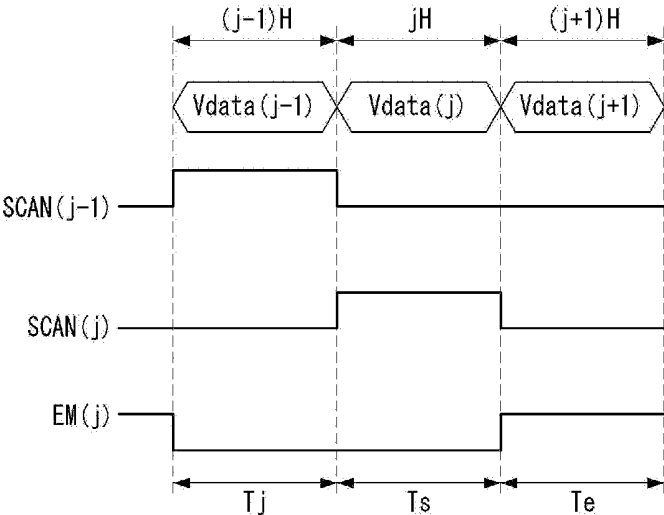 (j-1)H jH (j+1)H
Vdata(j-1) Vdata(j) Vdata(j+1)
SCAN(j-1)
SCAN(j)
EM(j)
Tj Ts Te